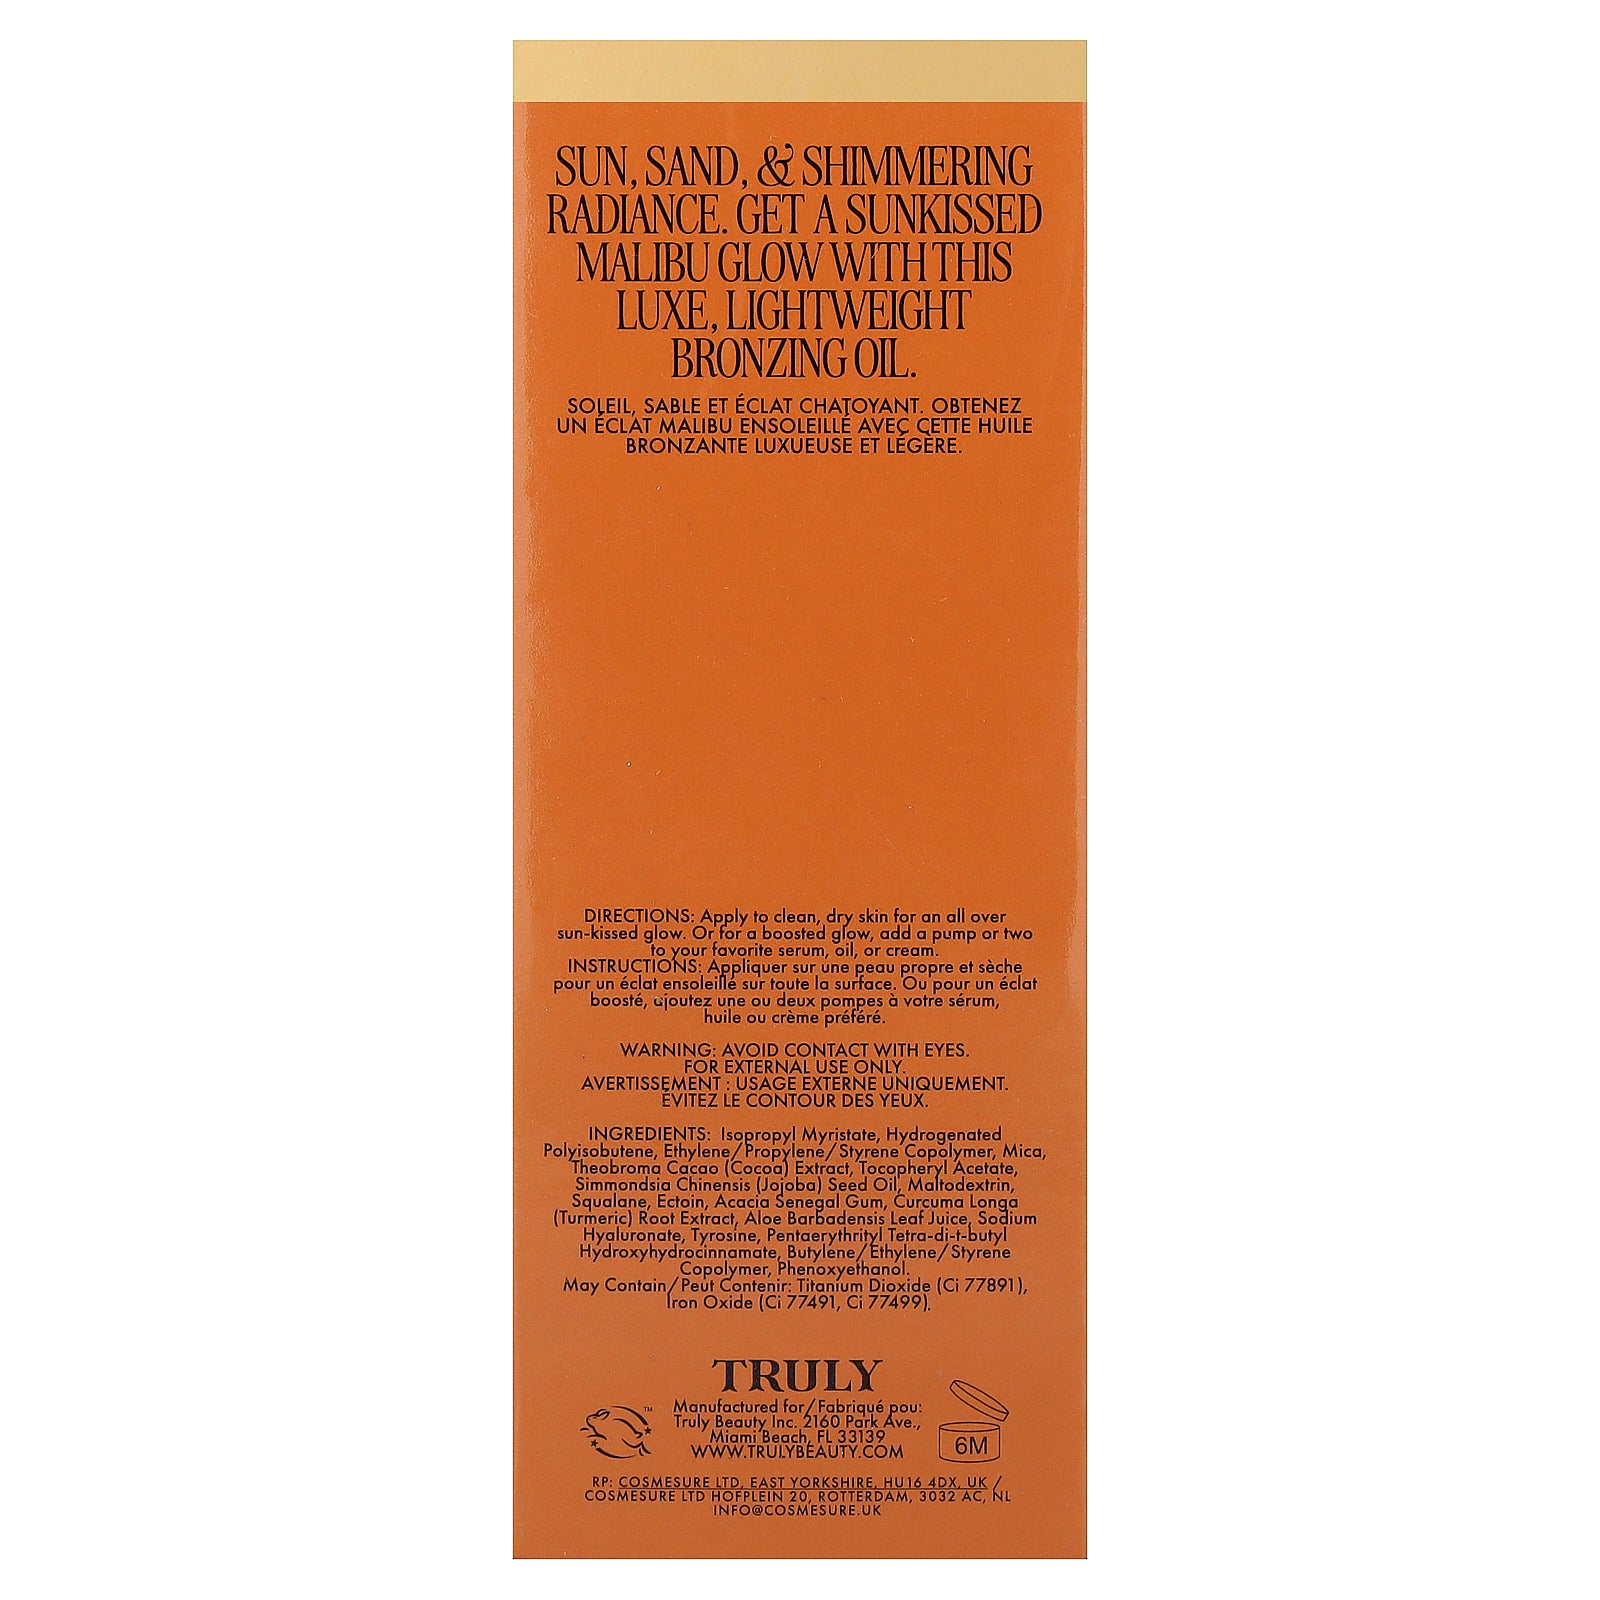 SUN, SAND, & SHIMMERING
RADIANCE. GET A SUNKISSED
MALIBU GLOW WITH THIS
LUXE, LIGHTWEIGHT
BRONZING OIL.
SOLEIL, SABLE ET ÉCLAT CHATOYANT. OBTENEZ
UN ÉCLAT MALIBU ENSOLEILLÉ AVEC CETTE HUILE
BRONZANTE LUXUEUSE ET LÉGÈRE.
DIRECTIONS: Apply to clean, dry skin for an all over
sun-kissed glow. Or for a boosted glow, add a pump or two
to your favorite serum, oil, or cream.
INSTRUCTIONS: Appliquer sur une peau propre et sèche
pour un éclat ensoleillé sur toute la surface. Ou pour un éclat
boosté, ajoutez une ou deux pompes à votre sérum,
huile ou crème préféré.
WARNING: AVOID CONTACT WITH EYES.
FOR EXTERNAL USE ONLY.
AVERTISSEMENT : USAGE EXTERNE UNIQUEMENT.
ÉVITEZ LE CONTOUR DES YEUX.
INGREDIENTS: Isopropyl Myristate, Hydrogenated
Polyisobutene, Ethylene/Propylene/Styrene Copolymer, Mica,
Theobroma Cacao (Cocoa) Extract, Tocopheryl Acetate,
Simmondsia Chinensis (Jojoba) Seed Oil, Maltodextrin,
Squalane, Ectoin, Acacia Senegal Gum, Curcuma Longa
(Turmeric) Root Extract, Aloe Barbadensis Leaf Juice, Sodium
Hyaluronate, Tyrosine, Pentaerythrityl Tetra-di-t-butyl
Hydroxyhydrocinnamate, Butylene/Ethylene/Styrene
Copolymer, Phenoxyethanol.
May Contain/Peut Contenir: Titanium Dioxide (Ci 77891),
Iron Oxide (Ci 77491, Ci 77499).
TRULY
Manufactured for/Fabriqué pou:
Truly Beauty Inc. 2160 Park Ave.,
Miami Beach, FL 33139
WWW.TRULYBEAUTY.COM
TM
6M
RP: COSMESURE LTD, EAST YORKSHIRE, HU16 4DX, UK /
COSMESURE LTD HOFPLEIN 20, ROTTERDAM, 3032 AC, NL
INFO@COSMESURE.UK